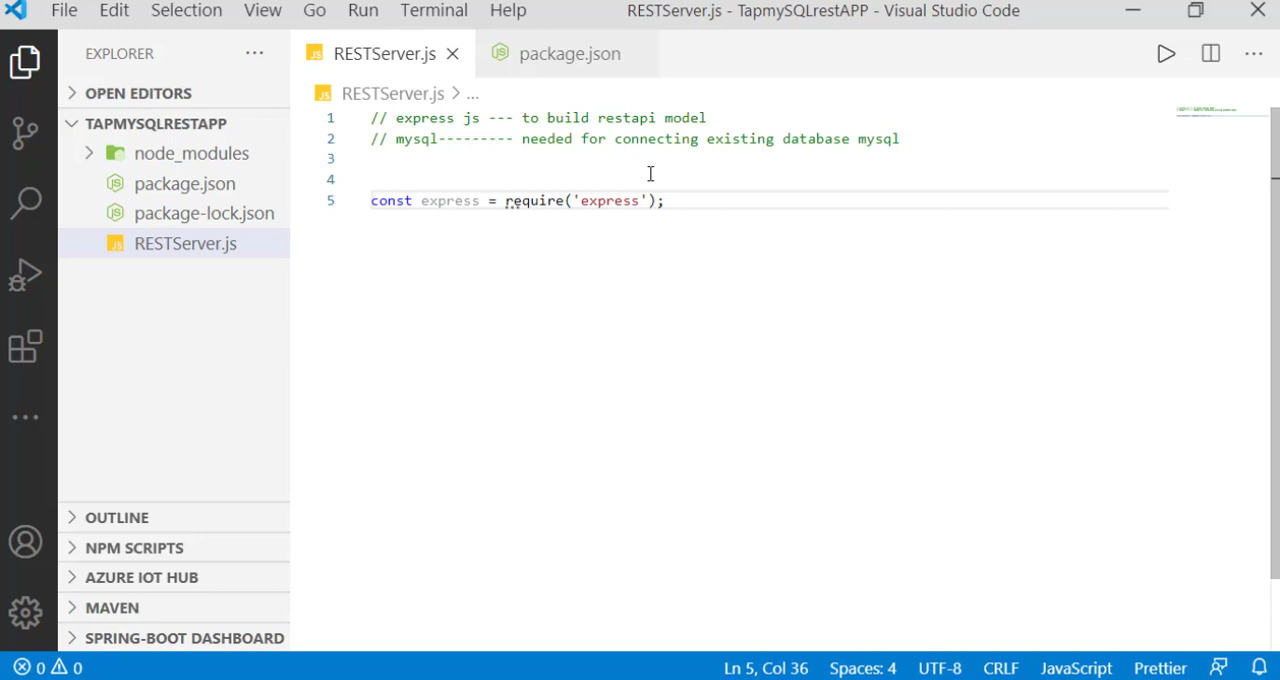 File Edit Selection View Go Run Terminal Help RESTServer.js - TapmySQLrestAPP - Visual Studio Code
EXPLORER ···
RESTServer.js package.json ···
RESTServer.js > ...
OPEN EDITORS
TAPMYSQLRESTAPP
node_modules
package.json
package-lock.json
RESTServer.js
1 // express js --- to build restapi model
2 // mysql--------- needed for connecting existing database mysql
3
4
5 const express = require('express');
OUTLINE
NPM SCRIPTS
AZURE IOT HUB
MAVEN
SPRING-BOOT DASHBOARD
0 0 Ln 5, Col 36 Spaces: 4 UTF-8 CRLF JavaScript Prettier